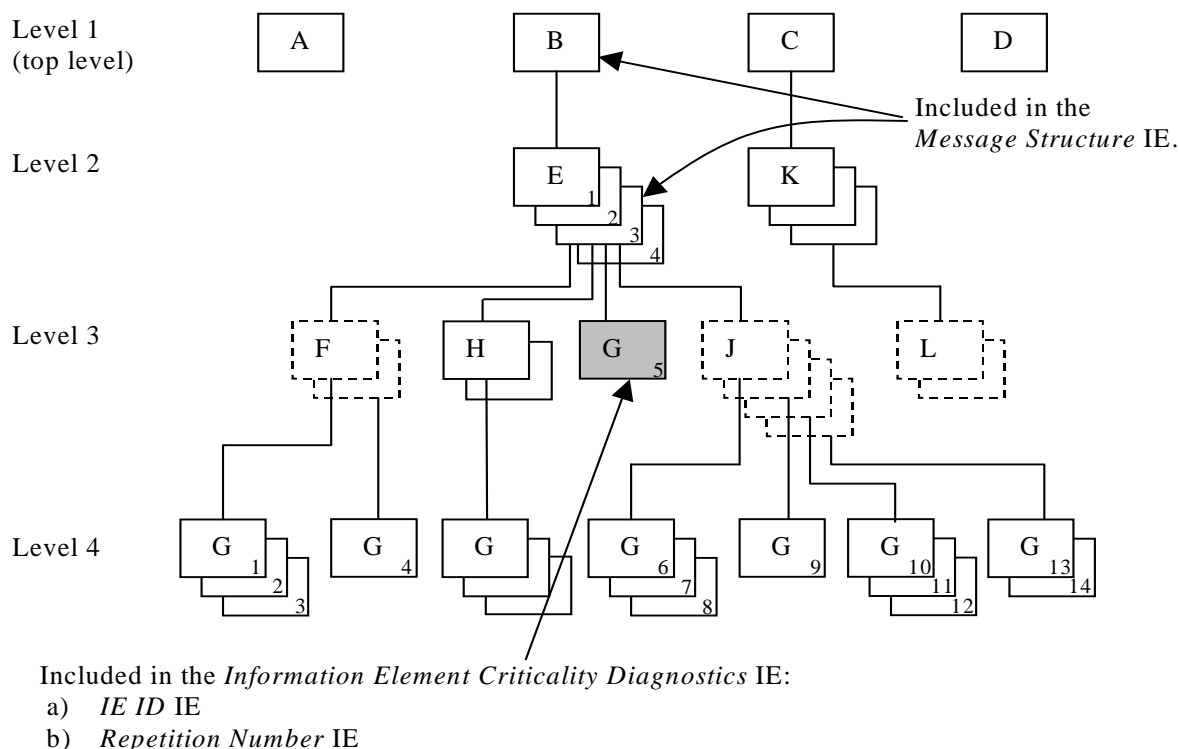 Level 1
(top level)
A B C D
Included in the
Message Structure IE.
Level 2
E K
1
2
3
4
Level 3
F H G J L
5
Level 4
G G G G G G G
1 4 6 9 10 13
2 7 11 14
3 8 12
Included in the Information Element Criticality Diagnostics IE:
a) IE ID IE
b) Repetition Number IE